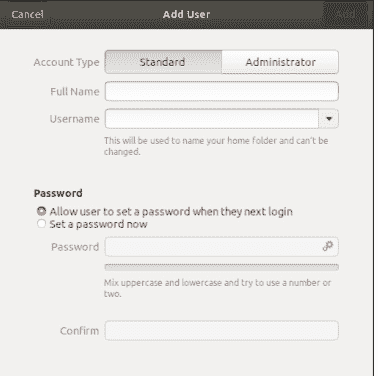 Cancel Add User Add
Account Type Standard Administrator
Full Name
Username
This will be used to name your home folder and can't be
changed.
Password
Allow user to set a password when they next login
Set a password now
Password
Mix uppercase and lowercase and try to use a number or
two.
Confirm